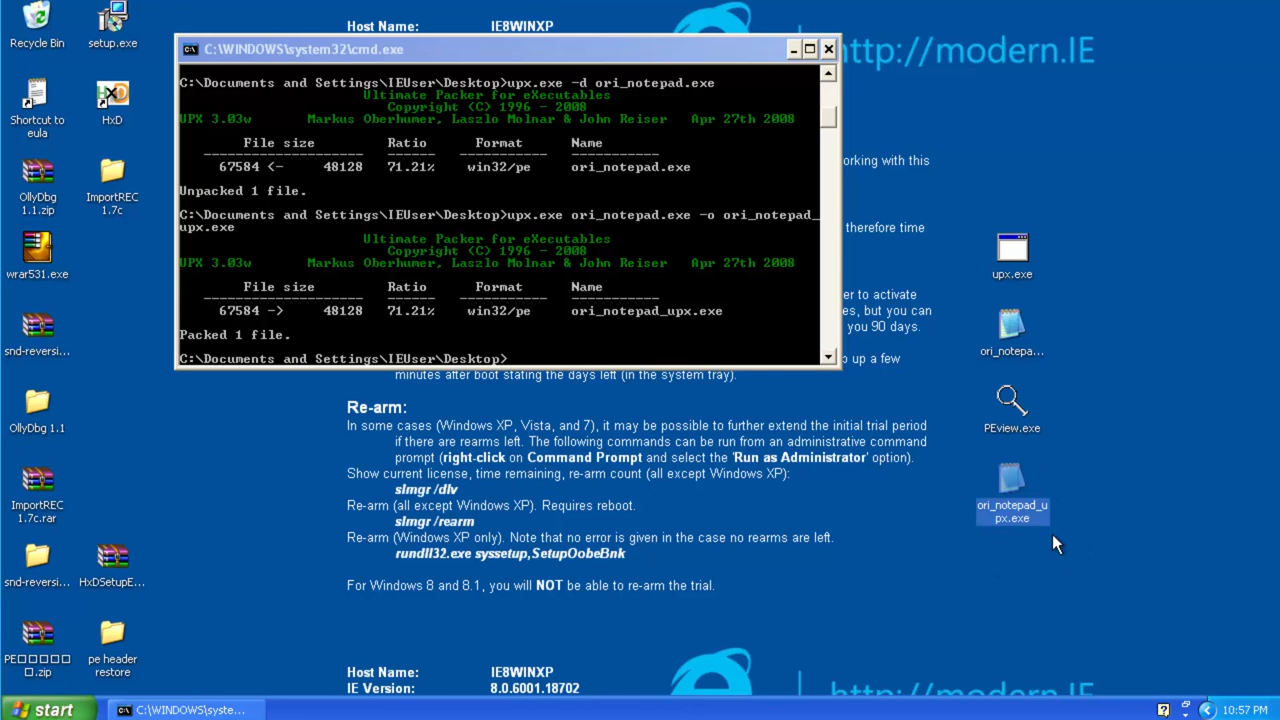 Recycle Bin
setup.exe
Host Name: IE8WINXP
http://modern.IE
C:\WINDOWS\system32\cmd.exe
C:\Documents and Settings\IEUser\Desktop>upx.exe -d ori_notepad.exe
Ultimate Packer for eXecutables
Copyright (C) 1996 - 2008
UPX 3.03w Markus Oberhumer, Laszlo Molnar & John Reiser Apr 27th 2008
File size Ratio Format Name
-------------------- ------ ----------- -----------
67584 <- 48128 71.21% win32/pe ori_notepad.exe
Unpacked 1 file.
C:\Documents and Settings\IEUser\Desktop>upx.exe ori_notepad.exe -o ori_notepad_
upx.exe
Ultimate Packer for eXecutables
Copyright (C) 1996 - 2008
UPX 3.03w Markus Oberhumer, Laszlo Molnar & John Reiser Apr 27th 2008
File size Ratio Format Name
-------------------- ------ ----------- -----------
67584 -> 48128 71.21% win32/pe ori_notepad_upx.exe
Packed 1 file.
C:\Documents and Settings\IEUser\Desktop>
Shortcut to
eula
HxD
OllyDbg
1.1.zip
ImportREC
1.7c
wrar531.exe
snd-reversi...
OllyDbg 1.1
ImportREC
1.7c.rar
snd-reversi...
HxDSetupE...
PE□□□□□
□.zip
pe header
restore
orking with this
therefore time
er to activate
es, but you can
you 90 days.
p up a few
minutes after boot stating the days left (in the system tray).
Re-arm:
In some cases (Windows XP, Vista, and 7), it may be possible to further extend the initial trial period
if there are rearms left. The following commands can be run from an administrative command
prompt (right-click on Command Prompt and select the 'Run as Administrator' option).
Show current license, time remaining, re-arm count (all except Windows XP):
slmgr /dlv
Re-arm (all except Windows XP). Requires reboot.
slmgr /rearm
Re-arm (Windows XP only). Note that no error is given in the case no rearms are left.
rundll32.exe syssetup,SetupOobeBnk
For Windows 8 and 8.1, you will NOT be able to re-arm the trial.
upx.exe
ori_notepa...
PEview.exe
ori_notepad_u
px.exe
Host Name: IE8WINXP
IE Version: 8.0.6001.18702
http://modern.IE
start
C:\WINDOWS\syste...
10:57 PM